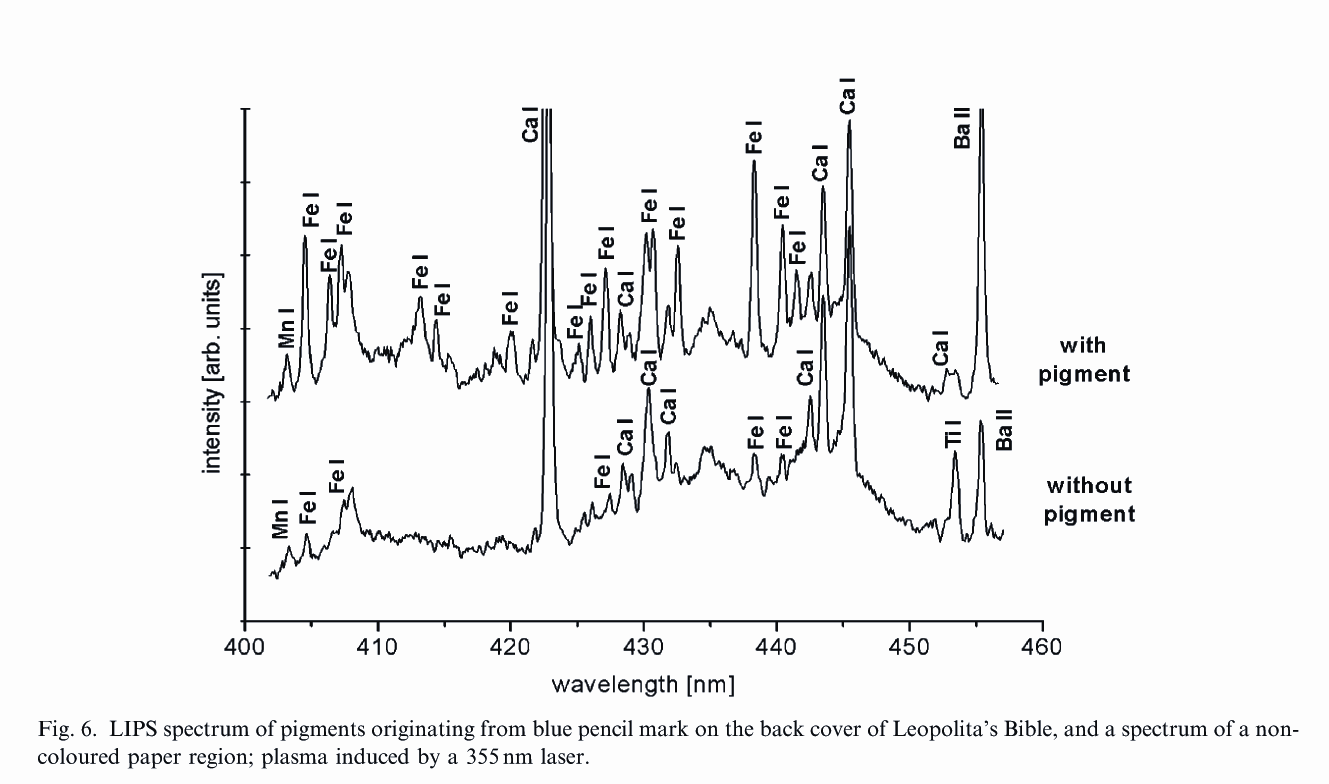 Ca I
Ca I
Ba II
Fe I
Ca I
Fe I
Fe I
Fe I
Fe I
Fe I
Fe I
Fe I
Fe I
Fe I
Fe I
Ca I
Fe I
Fe I
Fe I
Fe I
Mn I
Ca I
with
pigment
Ca I
Ca I
Ca I
Ca I
Fe I
Fe I
Fe I
Ti I
Ba II
Fe I
Fe I
Mn I
without
pigment
intensity [arb. units]
400 410 420 430 440 450 460
wavelength [nm]
Fig. 6. LIPS spectrum of pigments originating from blue pencil mark on the back cover of Leopolita's Bible, and a spectrum of a non-
coloured paper region; plasma induced by a 355 nm laser.